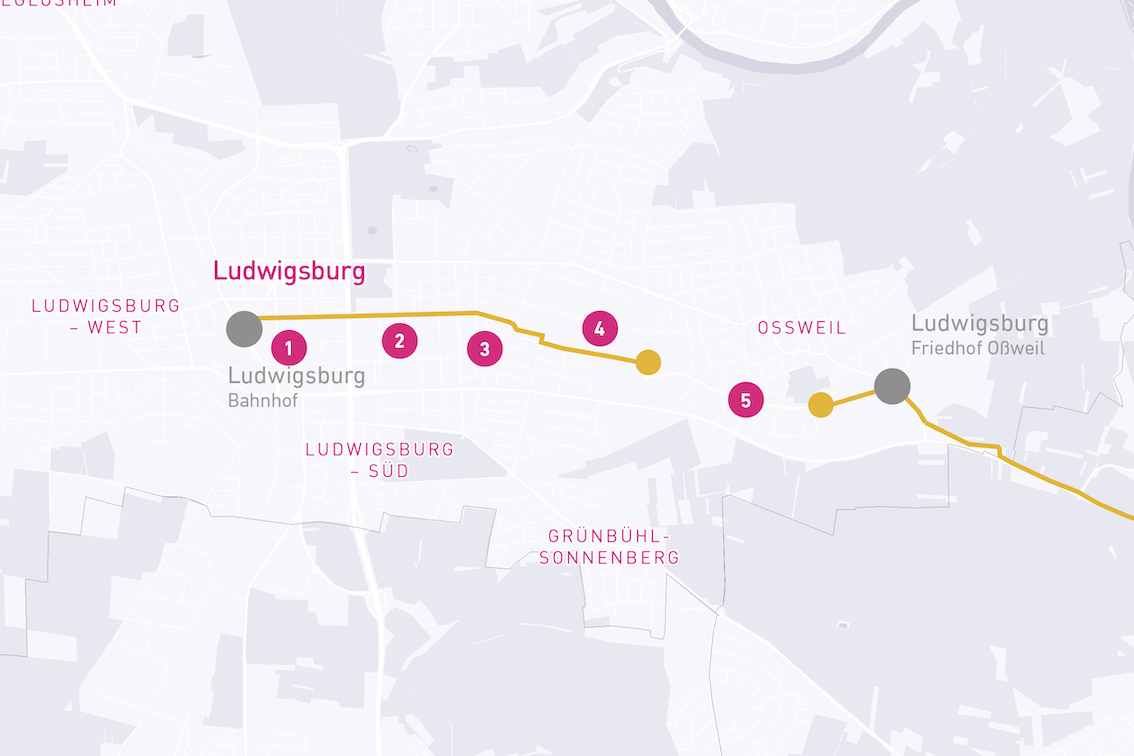 Ludwigsburg
LUDWIGSBURG
– WEST
1
2
3
4
OSSWEIL
Ludwigsburg
Friedhof Oßweil
Ludwigsburg
Bahnhof
5
LUDWIGSBURG
– SÜD
GRÜNBÜHL-
SONNENBERG